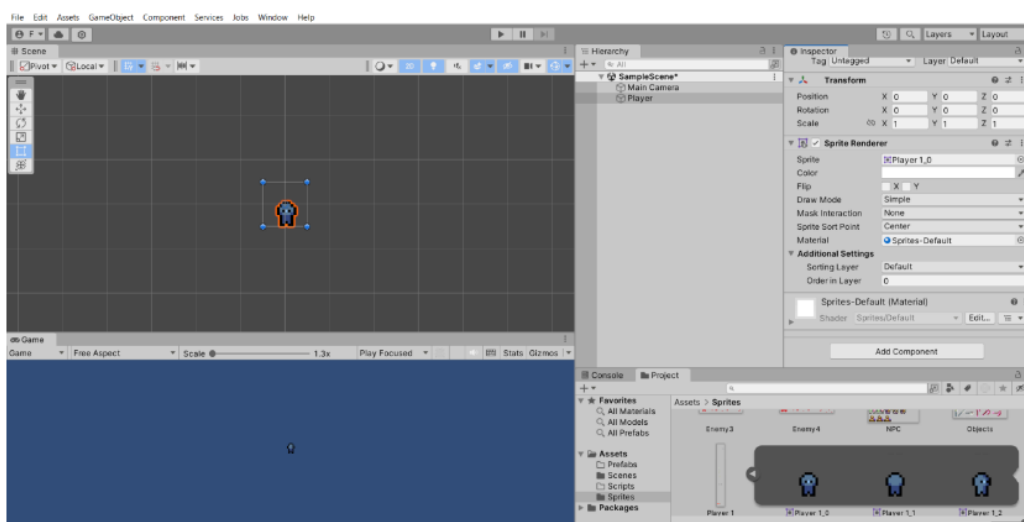 File Edit Assets GameObject Component Services Jobs Window Help
F
Layers Layout
Scene
Pivot Local
2D
Hierarchy
All
SampleScene*
Main Camera
Player
Inspector
Tag Untagged Layer Default
Transform
Position X 0 Y 0 Z 0
Rotation X 0 Y 0 Z 0
Scale X 1 Y 1 Z 1
Sprite Renderer
Sprite Player 1_0
Color
Flip X Y
Draw Mode Simple
Mask Interaction None
Sprite Sort Point Center
Material Sprites-Default
Additional Settings
Sorting Layer Default
Order in Layer 0
Sprites-Default (Material)
Shader Sprites/Default Edit...
Add Component
Game
Game Free Aspect Scale 1.3x Play Focused Stats Gizmos
Console Project
Favorites
All Materials
All Models
All Prefabs
Assets
Prefabs
Scenes
Scripts
Sprites
Packages
Assets > Sprites
Enemy3 Enemy4 NPC Objects
Player 1 Player 1_0 Player 1_1 Player 1_2